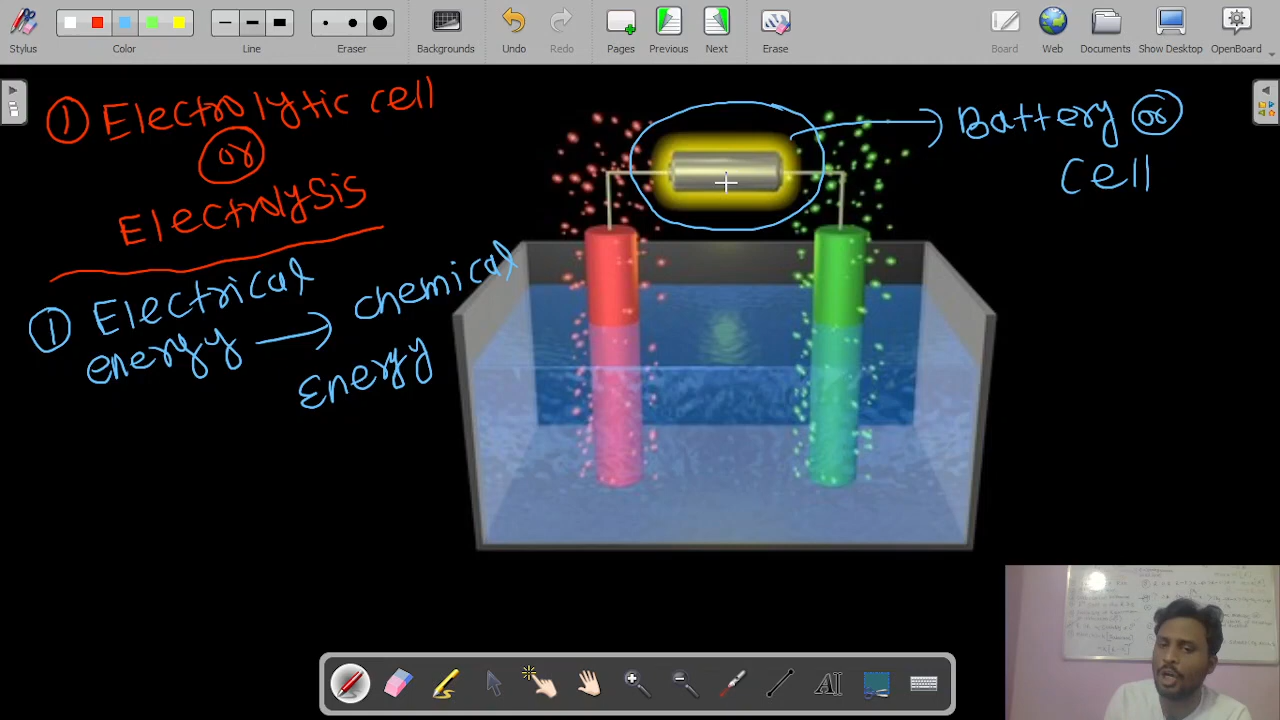 Stylus
Color
Line
Eraser
Backgrounds
Undo
Redo
Pages
Previous
Next
Erase
Board
Web
Documents
Show Desktop
OpenBoard
① Electrolytic cell
or
Electrolysis
① Electrical
energy → chemical
Energy
Battery or
cell
AI